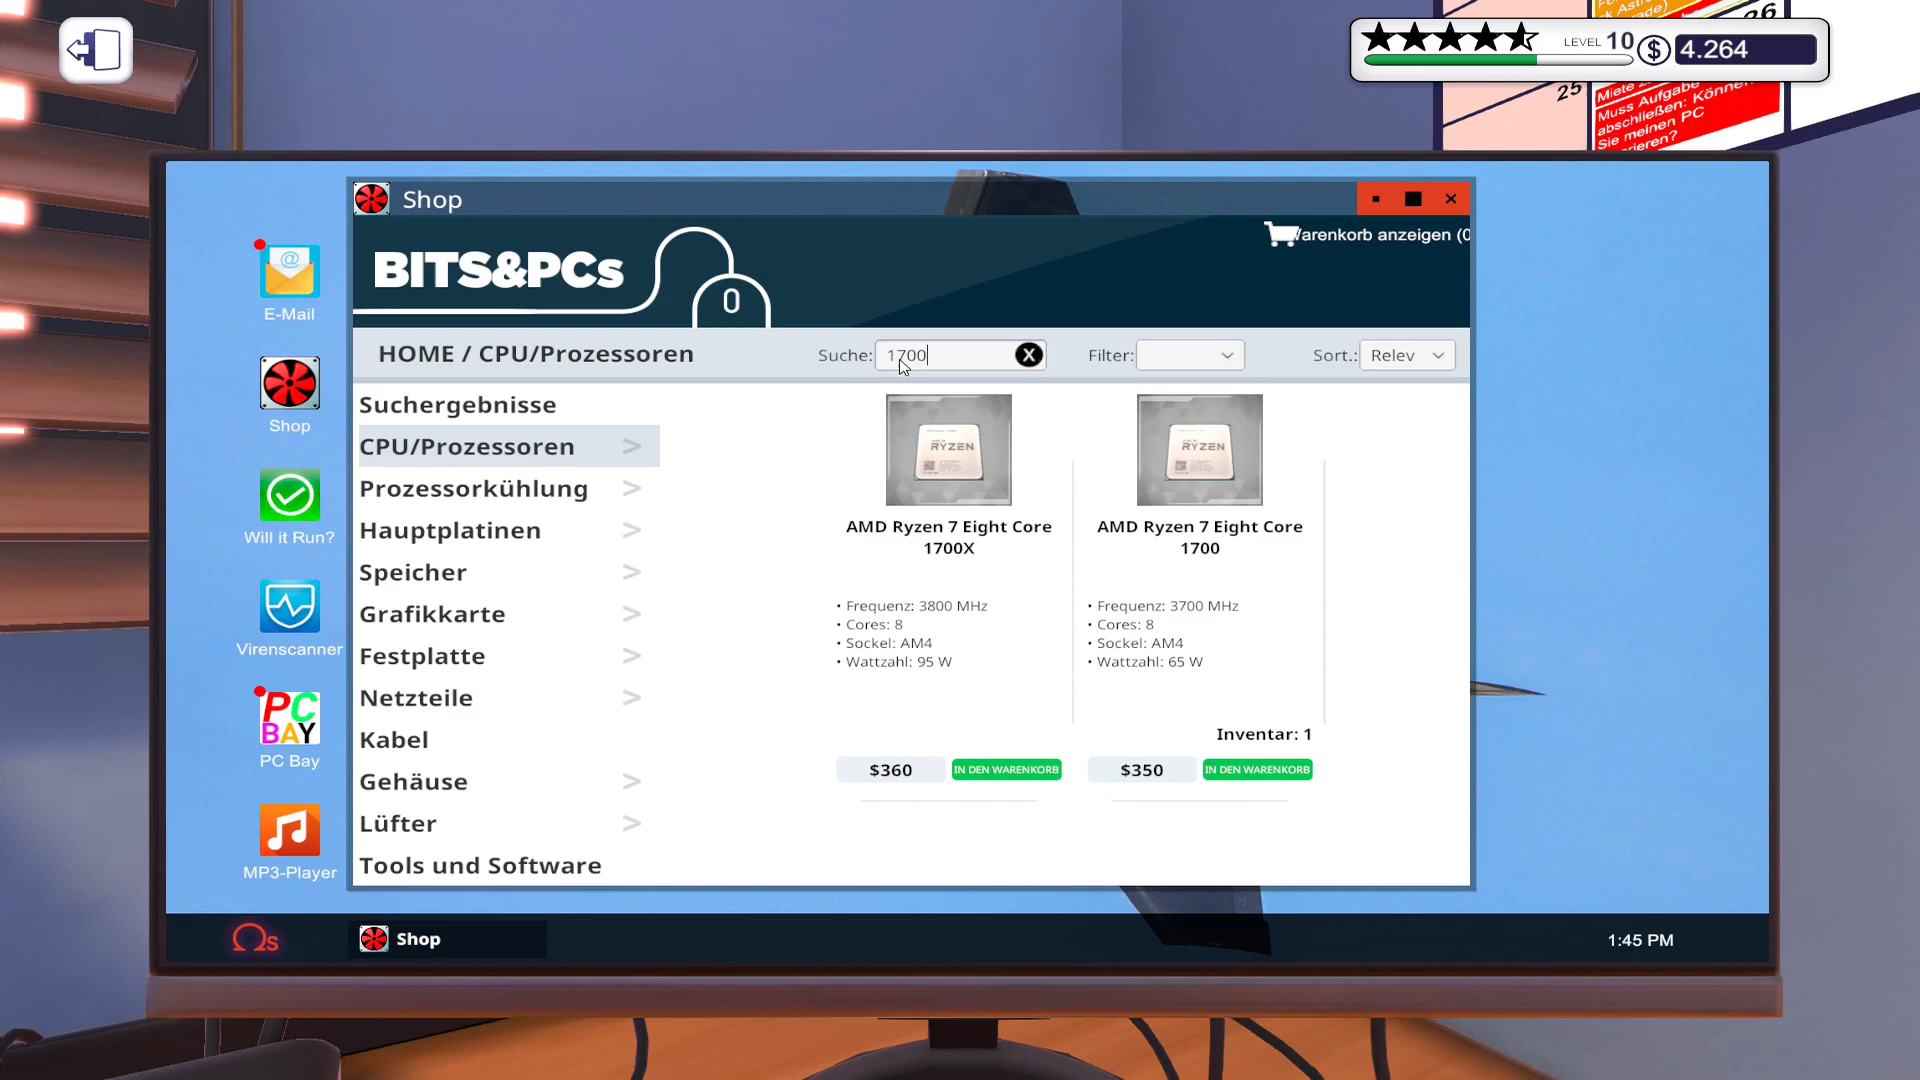 LEVEL 10
$ 4.264
26
25
Muss Aufgabe
abschließen: Können
Sie meinen PC
Shop
arenkorb anzeigen (0
BITS&PCs
HOME / CPU/Prozessoren
Suche: 1700
X
Filter:
Sort.: Relev
E-Mail
Shop
Will it Run?
Virenscanner
PC BAY
PC Bay
MP3-Player
Suchergebnisse
CPU/Prozessoren >
Prozessorkühlung >
Hauptplatinen >
Speicher >
Grafikkarte >
Festplatte >
Netzteile >
Kabel
Gehäuse >
Lüfter >
Tools und Software
RYZEN
AMD Ryzen 7 Eight Core
1700X
• Frequenz: 3800 MHz
• Cores: 8
• Sockel: AM4
• Wattzahl: 95 W
$360
IN DEN WARENKORB
RYZEN
AMD Ryzen 7 Eight Core
1700
• Frequenz: 3700 MHz
• Cores: 8
• Sockel: AM4
• Wattzahl: 65 W
Inventar: 1
$350
IN DEN WARENKORB
Ωs
Shop
1:45 PM